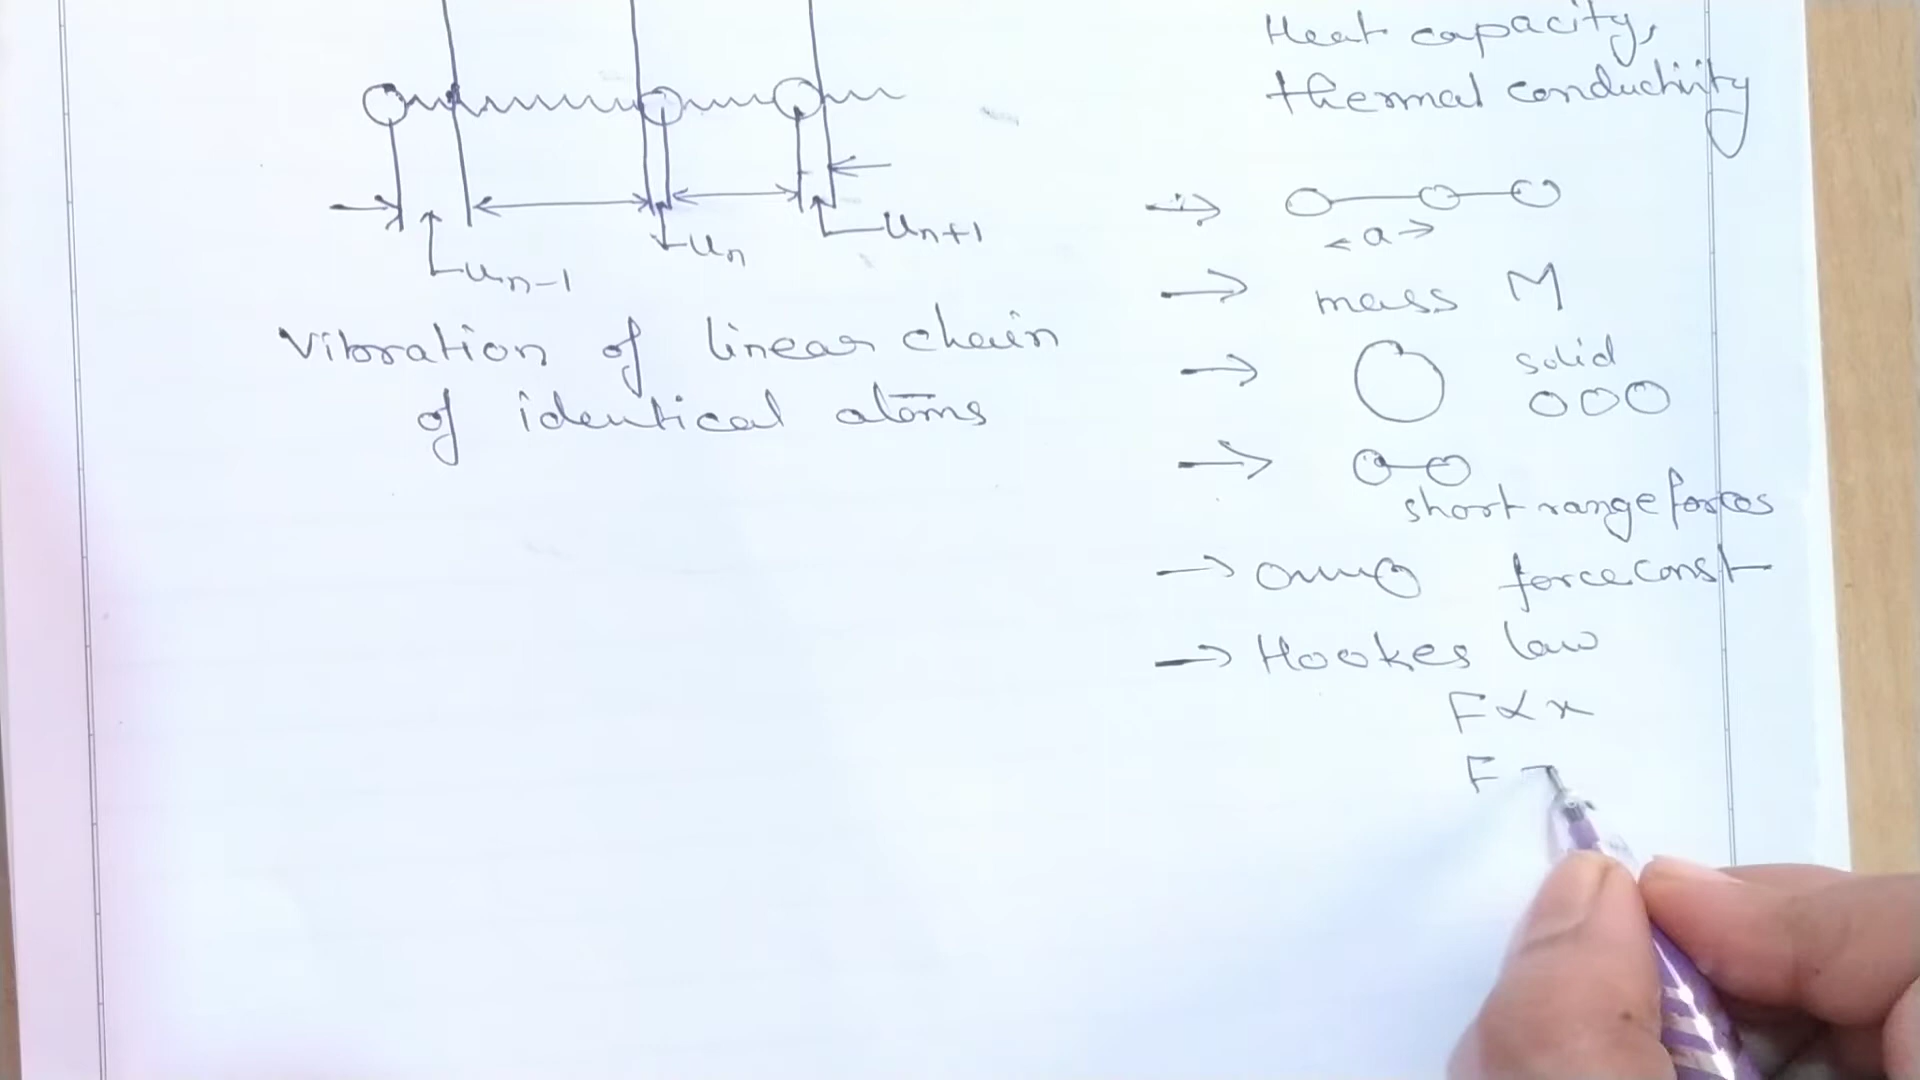 u_{n-1}
u_n
u_{n+1}
Vibration of linear chain
of identical atoms
Heat capacity,
thermal conductivity
→ <a>
→ mass M
→ solid
→ short range forces
→ force const
→ Hookes law
F ∝ x
F =